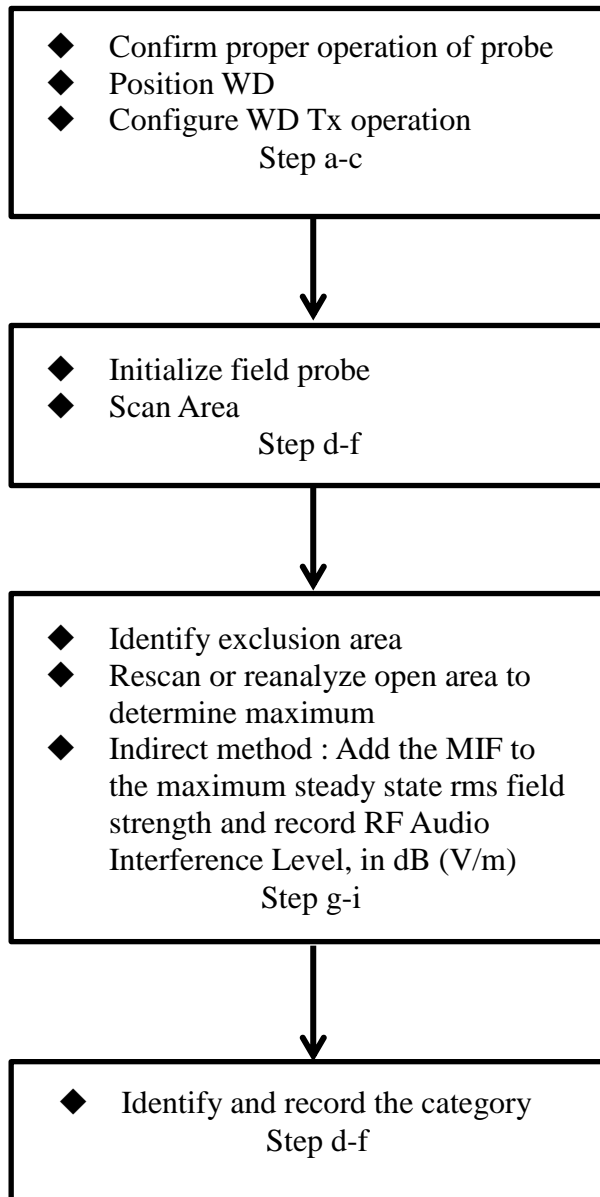 ◆ Confirm proper operation of probe
◆ Position WD
◆ Configure WD Tx operation
Step a-c
◆ Initialize field probe
◆ Scan Area
Step d-f
◆ Identify exclusion area
◆ Rescan or reanalyze open area to
determine maximum
◆ Indirect method : Add the MIF to
the maximum steady state rms field
strength and record RF Audio
Interference Level, in dB (V/m)
Step g-i
◆ Identify and record the category
Step d-f